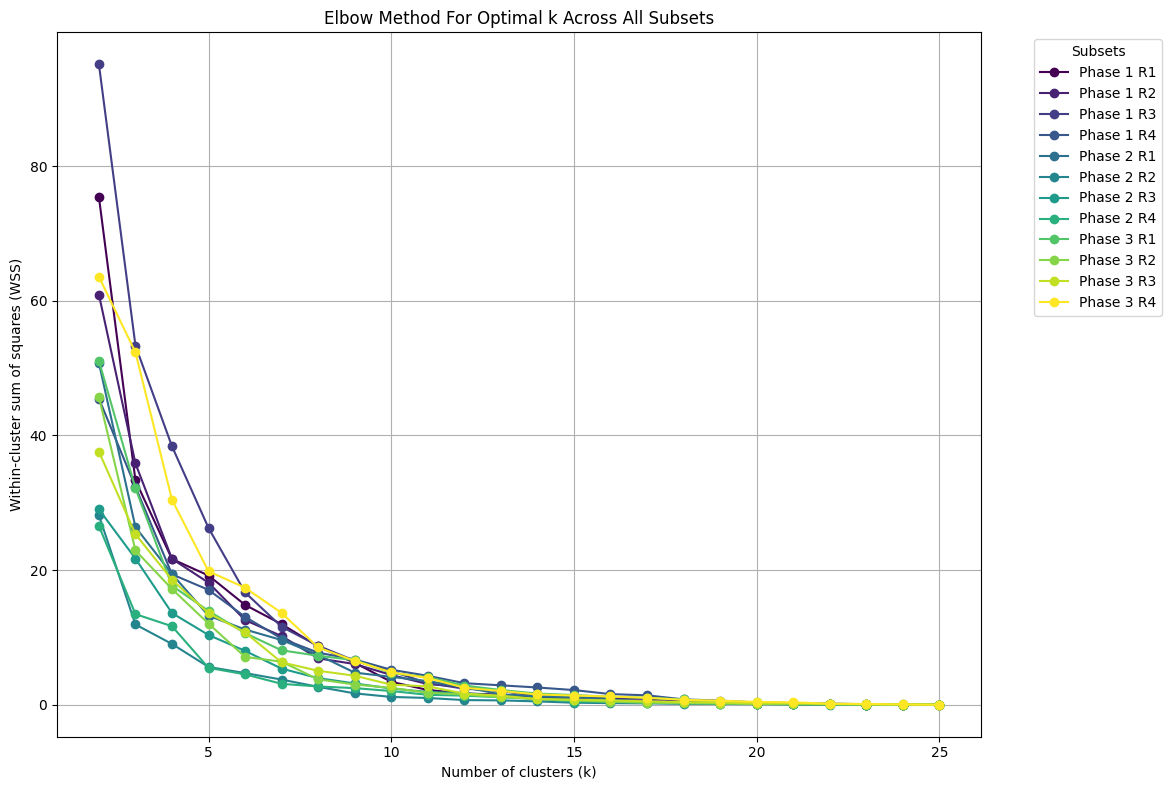 Elbow Method For Optimal k Across All Subsets
Within-cluster sum of squares (WSS)
80
60
40
20
0
5 10 15 20 25
Number of clusters (k)
Subsets
Phase 1 R1
Phase 1 R2
Phase 1 R3
Phase 1 R4
Phase 2 R1
Phase 2 R2
Phase 2 R3
Phase 2 R4
Phase 3 R1
Phase 3 R2
Phase 3 R3
Phase 3 R4